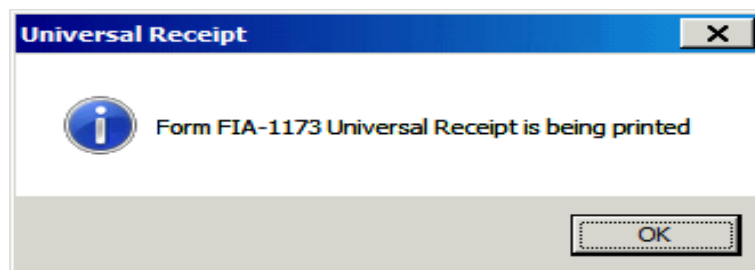 Universal Receipt
Form FIA-1173 Universal Receipt is being printed
OK